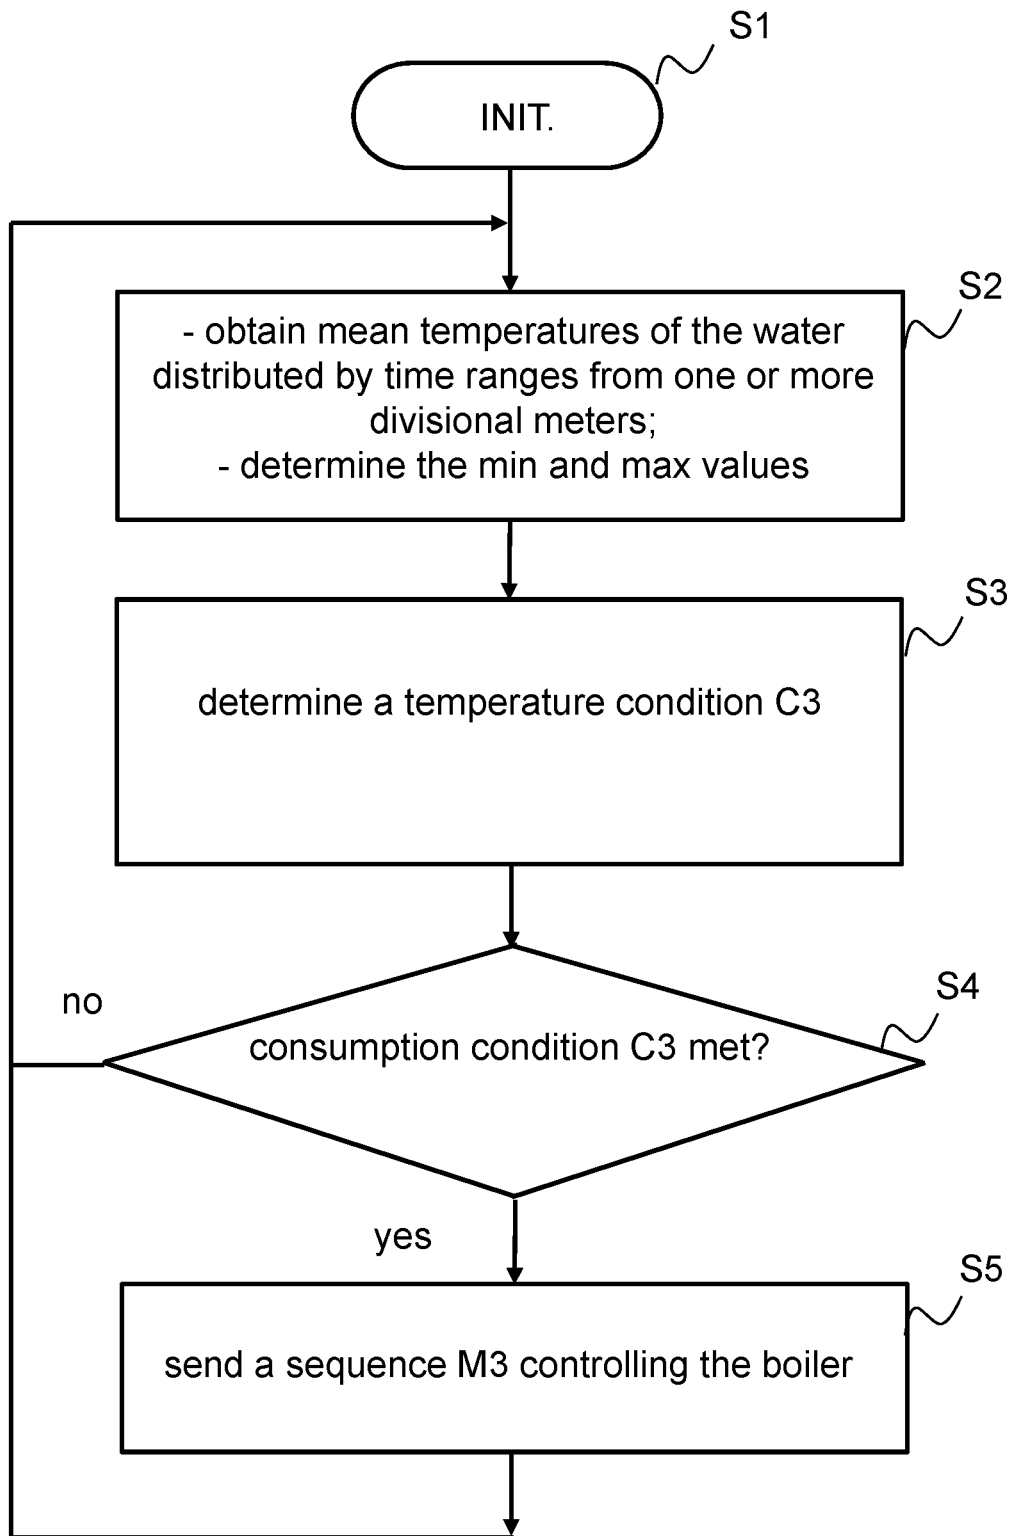 S1
INIT.
S2
- obtain mean temperatures of the water
distributed by time ranges from one or more
divisional meters;
- determine the min and max values
S3
determine a temperature condition C3
no
S4
consumption condition C3 met?
yes
S5
send a sequence M3 controlling the boiler